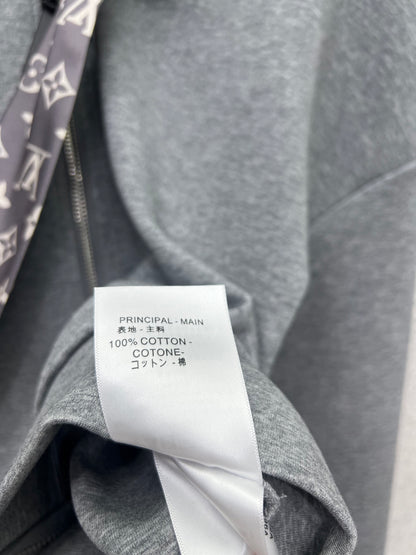 PRINCIPAL - MAIN
表地 - 主料
100% COTTON -
COTONE -
コットン - 棉